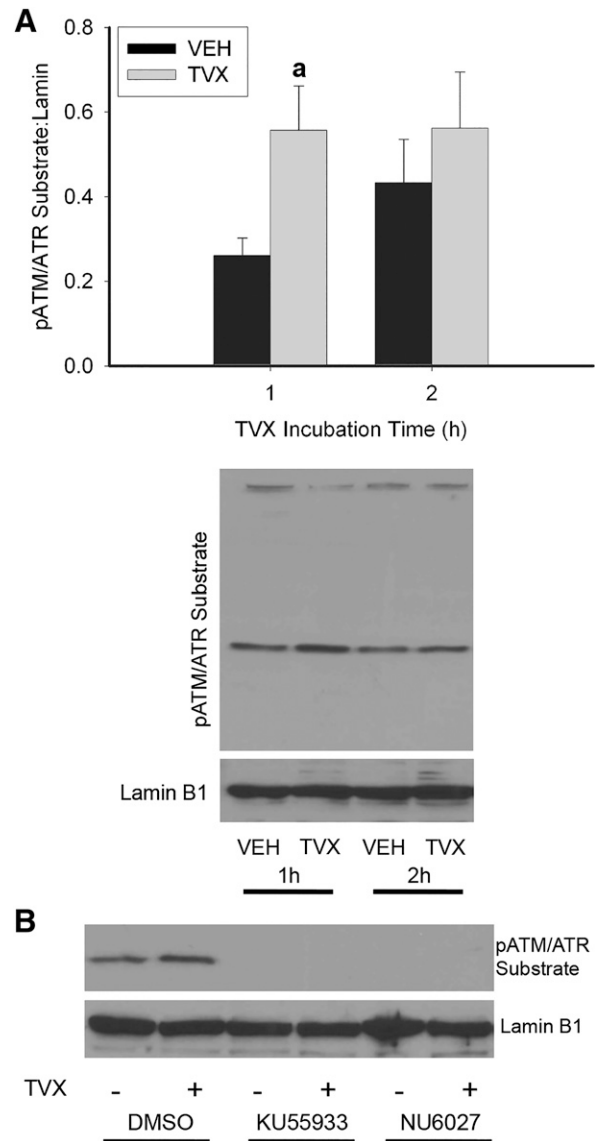 A
pATM/ATR Substrate:Lamin
0.8
0.6
0.4
0.2
0.0
VEH
TVX
a
1 2
TVX Incubation Time (h)
pATM/ATR Substrate
Lamin B1
VEH TVX VEH TVX
1h 2h
B
pATM/ATR
Substrate
Lamin B1
TVX - + - + - +
DMSO KU55933 NU6027